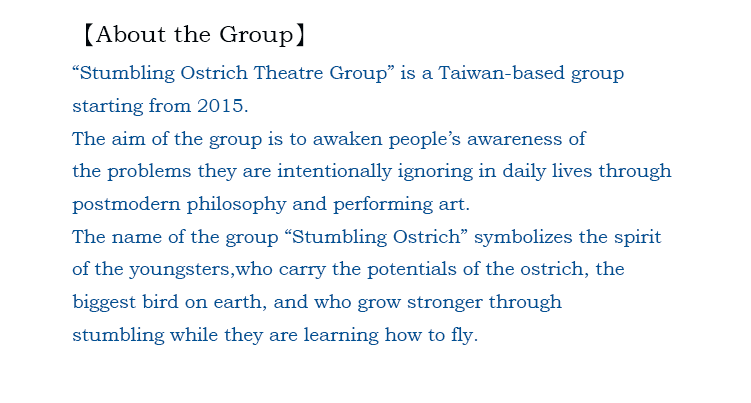 【About the Group】
“Stumbling Ostrich Theatre Group” is a Taiwan-based group
starting from 2015.
The aim of the group is to awaken people’s awareness of
the problems they are intentionally ignoring in daily lives through
postmodern philosophy and performing art.
The name of the group “Stumbling Ostrich” symbolizes the spirit
of the youngsters,who carry the potentials of the ostrich, the
biggest bird on earth, and who grow stronger through
stumbling while they are learning how to fly.